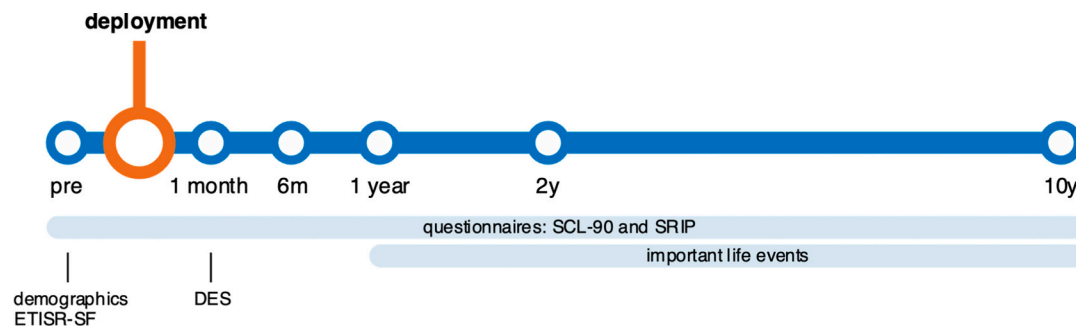 deployment
pre
1 month
6m
1 year
2y
10y
questionnaires: SCL-90 and SRIP
important life events
demographics
ETISR-SF
DES